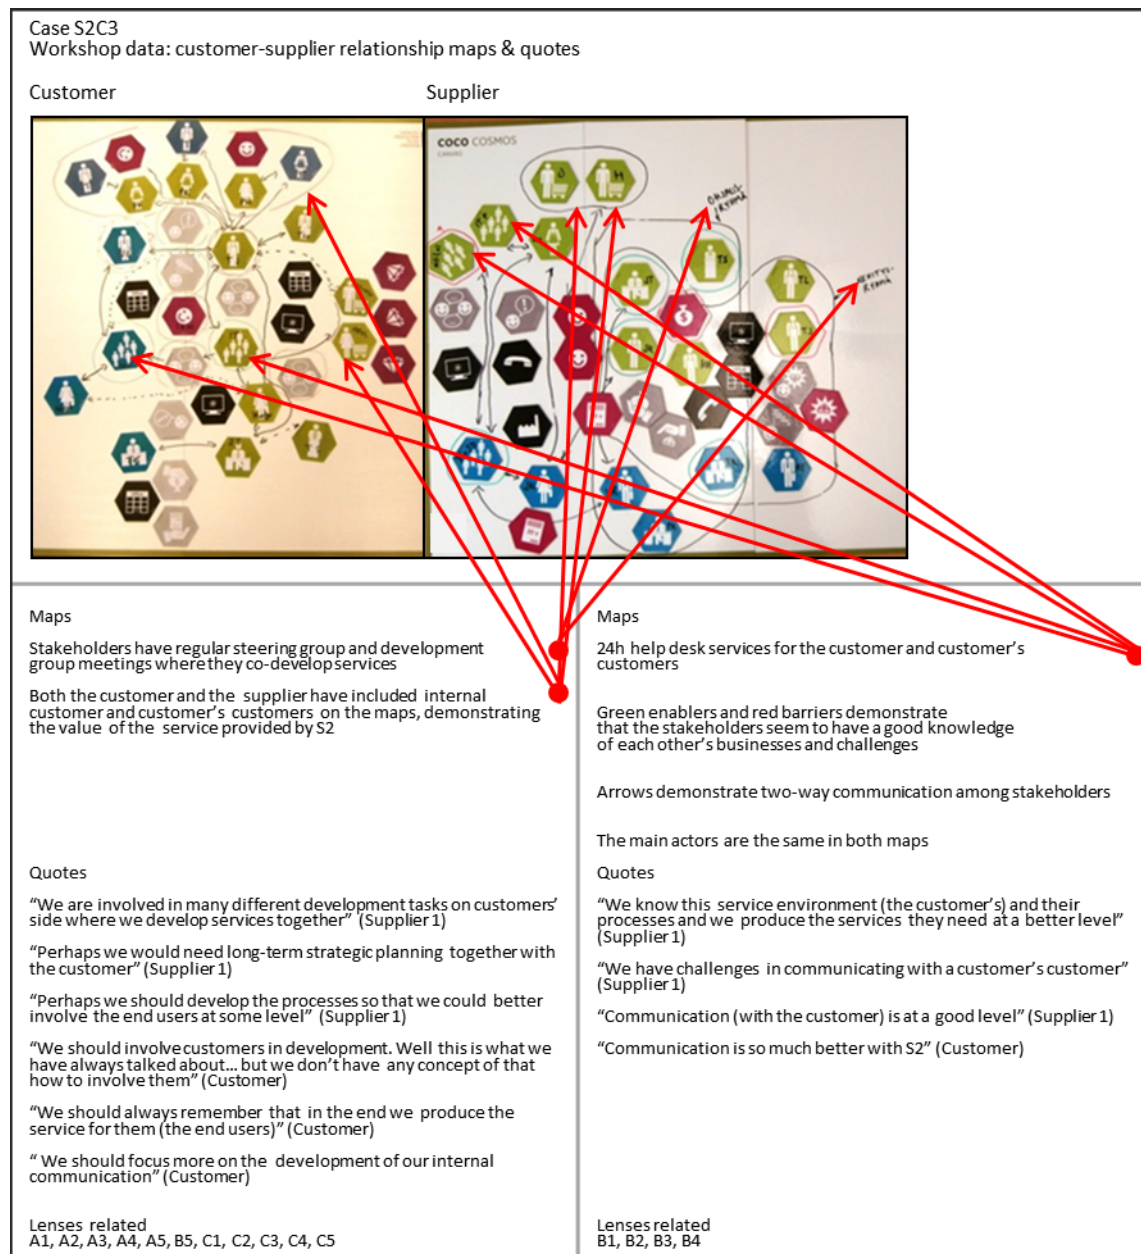 Case S2C3
Workshop data: customer-supplier relationship maps & quotes
Customer
Supplier
COCO COSMOS
Maps
Stakeholders have regular steering group and development
group meetings where they co-develop services
Both the customer and the supplier have included internal
customer and customer's customers on the maps, demonstrating
the value of the service provided by S2
Quotes
“We are involved in many different development tasks on customers’
side where we develop services together” (Supplier 1)
“Perhaps we would need long-term strategic planning together with
the customer” (Supplier 1)
“Perhaps we should develop the processes so that we could better
involve the end users at some level” (Supplier 1)
“We should involve customers in development. Well this is what we
have always talked about... but we don’t have any concept of that
how to involve them” (Customer)
“We should always remember that in the end we produce the
service for them (the end users)” (Customer)
“ We should focus more on the development of our internal
communication” (Customer)
Lenses related
A1, A2, A3, A4, A5, B5, C1, C2, C3, C4, C5
Maps
24h help desk services for the customer and customer’s
customers
Green enablers and red barriers demonstrate
that the stakeholders seem to have a good knowledge
of each other’s businesses and challenges
Arrows demonstrate two-way communication among stakeholders
The main actors are the same in both maps
Quotes
“We know this service environment (the customer’s) and their
processes and we produce the services they need at a better level”
(Supplier 1)
“We have challenges in communicating with a customer’s customer”
(Supplier 1)
“Communication (with the customer) is at a good level” (Supplier 1)
“Communication is so much better with S2” (Customer)
Lenses related
B1, B2, B3, B4